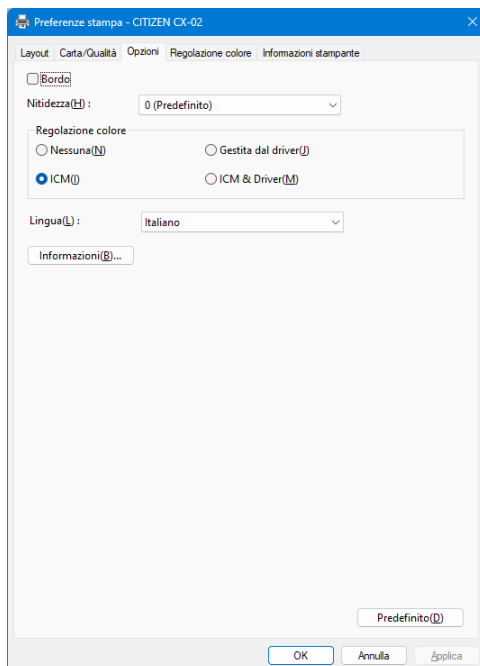 Preferenze stampa - CITIZEN CX-02
Layout Carta/Qualità Opzioni Regolazione colore Informazioni stampante
Bordo
Nitidezza(H) : 0 (Predefinito)
Regolazione colore
Nessuna(N) Gestita dal driver(J)
ICM(I) ICM & Driver(M)
Lingua(L) : Italiano
Informazioni(B)...
Predefinito(D)
OK Annulla Applica